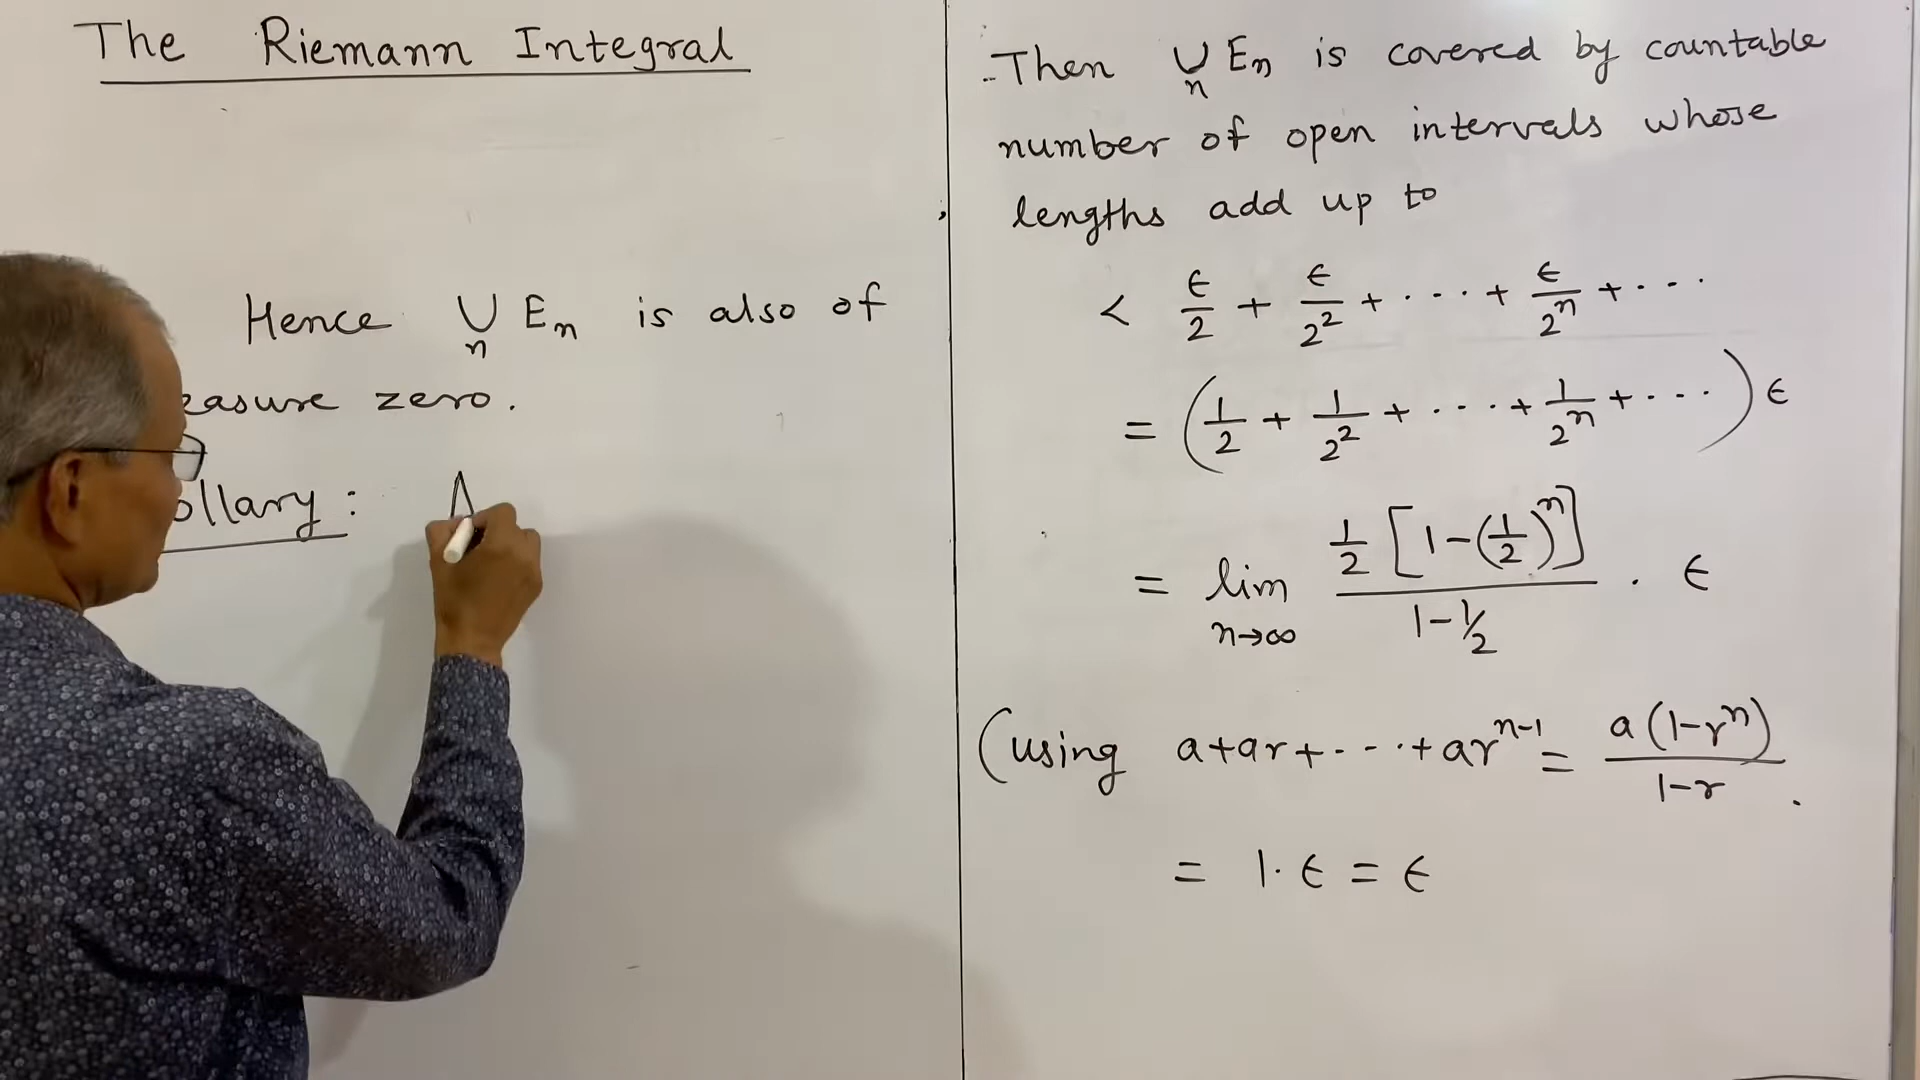 The Riemann Integral
Hence ∪ Eₙ is also of
n
easure zero.
ollary : A
Then ∪ Eₙ is covered by countable
n
number of open intervals whose
lengths add up to
< ϵ/2 + ϵ/2² + ··· + ϵ/2ⁿ + ···
= (1/2 + 1/2² + ··· + 1/2ⁿ + ···) ϵ
= lim n→∞ 1/2 [1-(1/2)ⁿ] / (1-1/2) · ϵ
(using a+ar+---+arⁿ⁻¹ = a(1-rⁿ)/(1-r) .
= 1·ϵ = ϵ